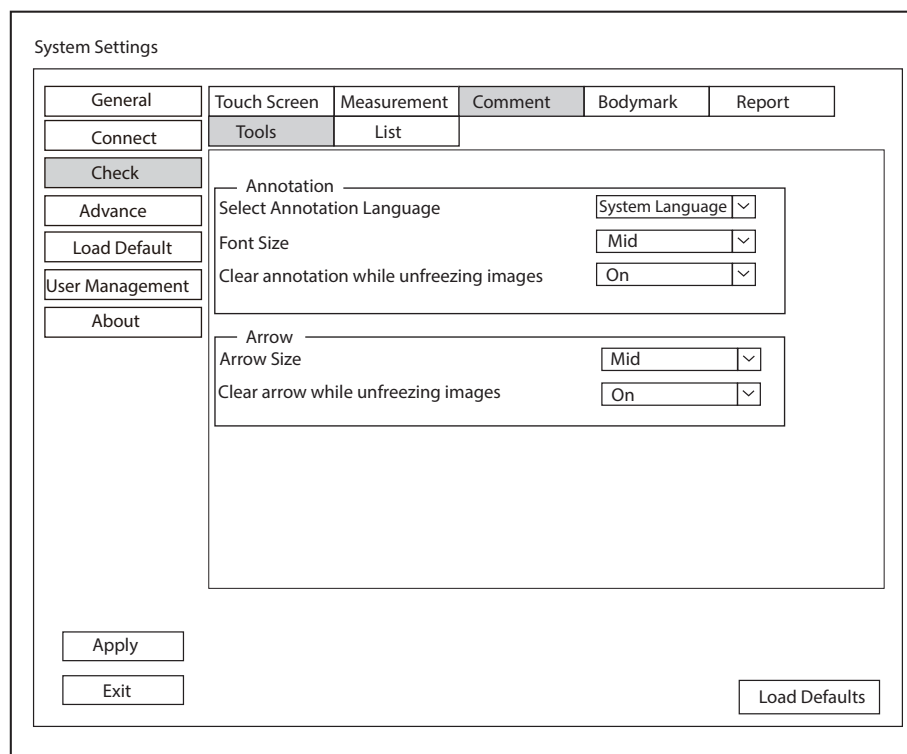 System Settings
General
Connect
Check
Advance
Load Default
User Management
About
Touch Screen Measurement Comment Bodymark Report
Tools List
Annotation
Select Annotation Language System Language
Font Size Mid
Clear annotation while unfreezing images On
Arrow
Arrow Size Mid
Clear arrow while unfreezing images On
Apply
Exit
Load Defaults